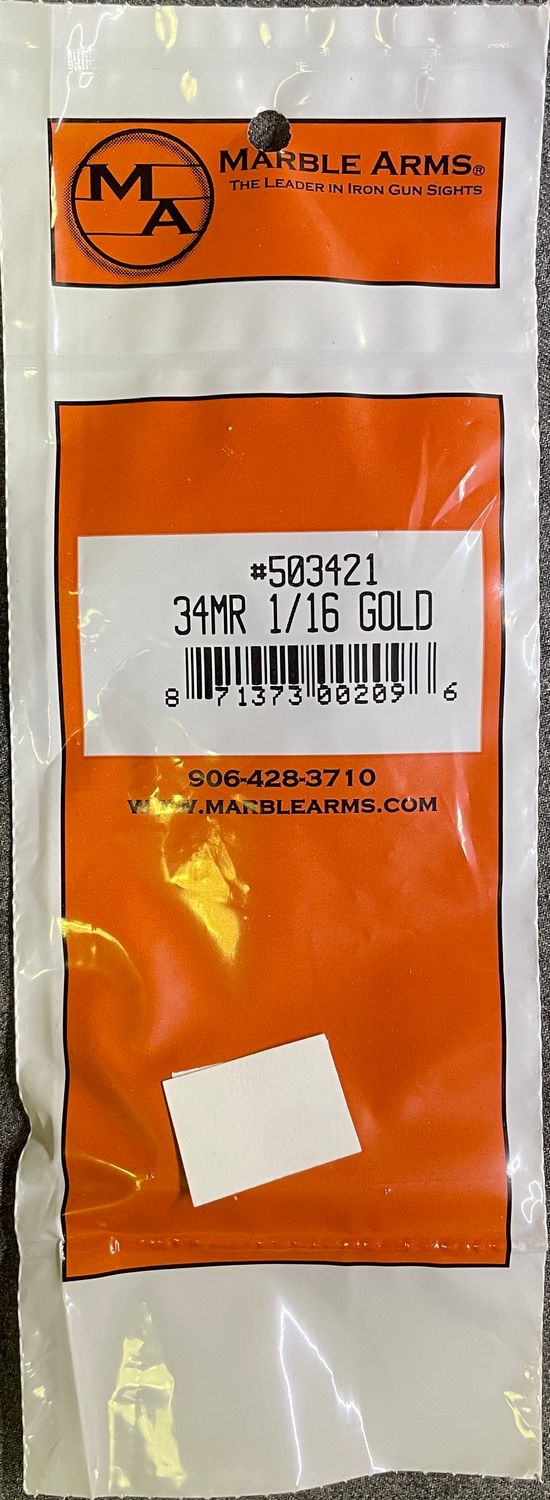 M
A
MARBLE ARMS®
THE LEADER IN IRON GUN SIGHTS
#503421
34MR 1/16 GOLD
8 71373 00209 6
906-428-3710
WWW.MARBLEARMS.COM